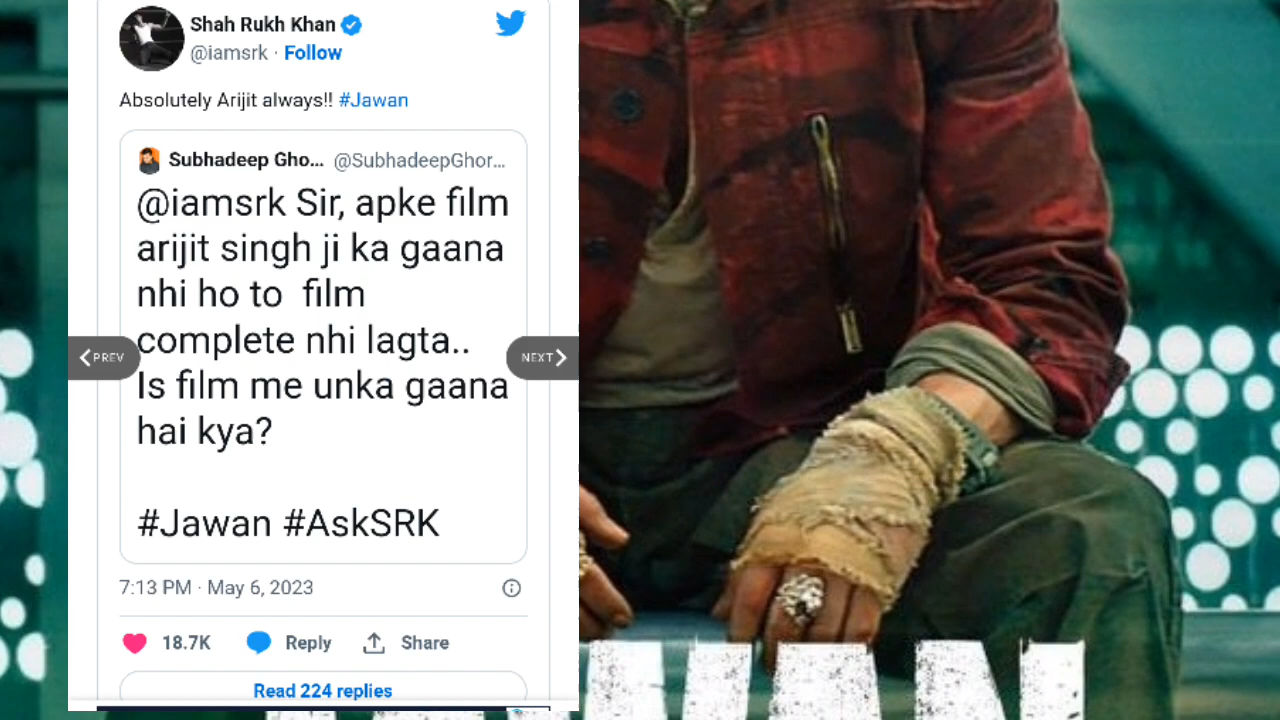 Shah Rukh Khan
@iamsrk · Follow
Absolutely Arijit always!! #Jawan
Subhadeep Gho... @SubhadeepGhor...
@iamsrk Sir, apke film
arijit singh ji ka gaana
nhi ho to film
complete nhi lagta..
Is film me unka gaana
hai kya?
#Jawan #AskSRK
PREV
NEXT
7:13 PM · May 6, 2023
18.7K Reply Share
Read 224 replies